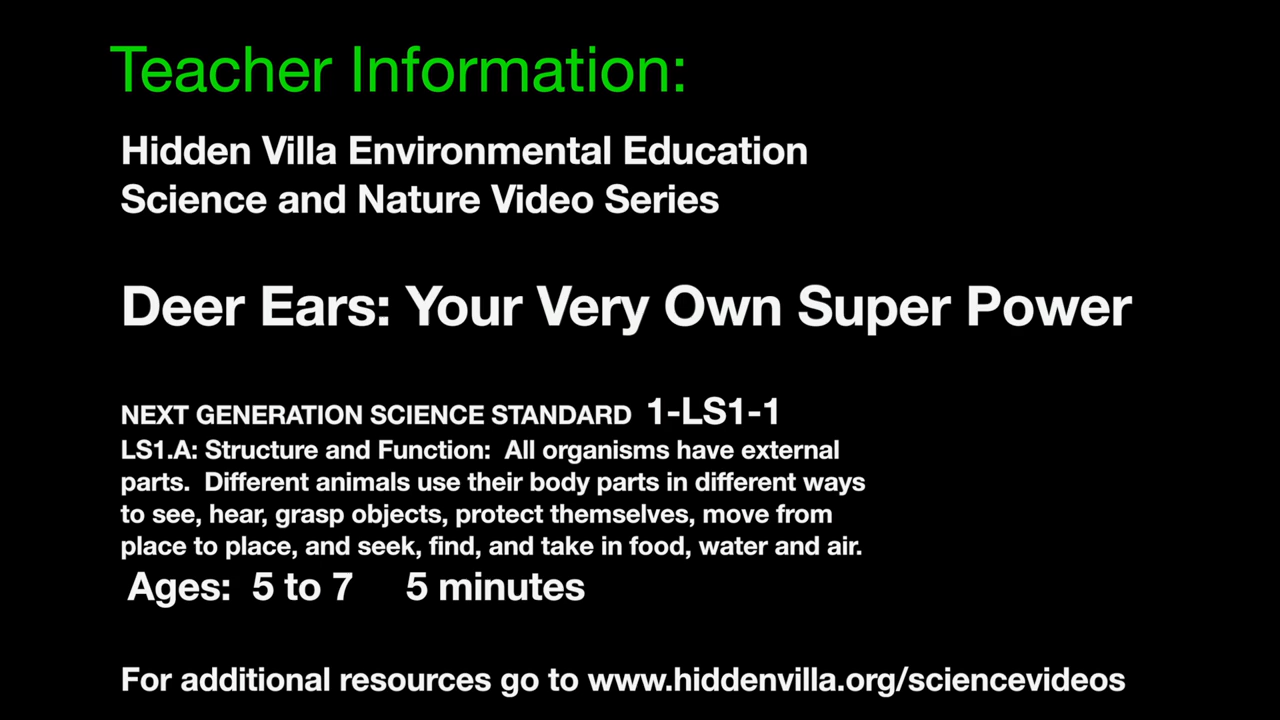 Teacher Information:
Hidden Villa Environmental Education
Science and Nature Video Series
Deer Ears: Your Very Own Super Power
NEXT GENERATION SCIENCE STANDARD 1-LS1-1
LS1.A: Structure and Function: All organisms have external
parts. Different animals use their body parts in different ways
to see, hear, grasp objects, protect themselves, move from
place to place, and seek, find, and take in food, water and air.
Ages: 5 to 7 5 minutes
For additional resources go to www.hiddenvilla.org/sciencevideos